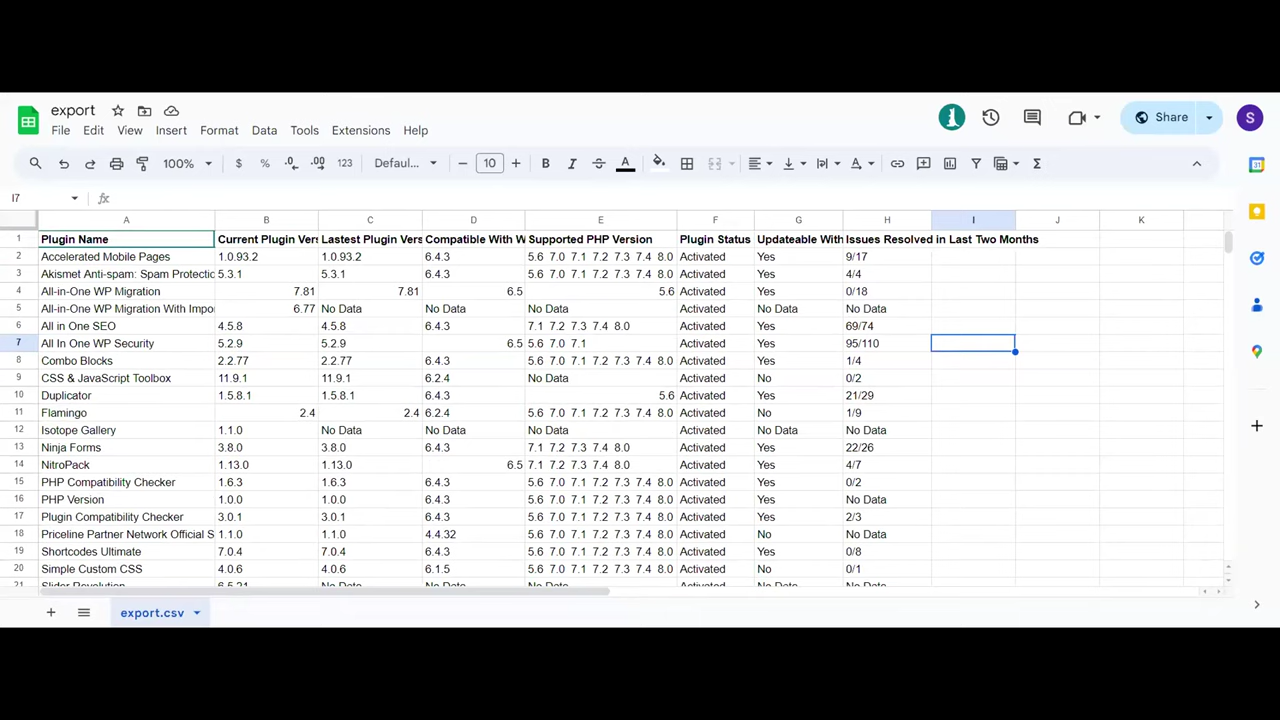 export
File Edit View Insert Format Data Tools Extensions Help
Share
S
100% $ % .0 .00 123 Defaul... 10 B I A
I7 fx
A B C D E F G H I J K
1 Plugin Name Current Plugin Vers Lastest Plugin Vers Compatible With W Supported PHP Version Plugin Status Updateable With Issues Resolved in Last Two Months
2 Accelerated Mobile Pages 1.0.93.2 1.0.93.2 6.4.3 5.6 7.0 7.1 7.2 7.3 7.4 8.0 Activated Yes 9/17
3 Akismet Anti-spam: Spam Protectic 5.3.1 5.3.1 6.4.3 5.6 7.0 7.1 7.2 7.3 7.4 8.0 Activated Yes 4/4
4 All-in-One WP Migration 7.81 7.81 6.5 5.6 Activated Yes 0/18
5 All-in-One WP Migration With Impo 6.77 No Data No Data No Data Activated No Data No Data
6 All in One SEO 4.5.8 4.5.8 6.4.3 7.1 7.2 7.3 7.4 8.0 Activated Yes 69/74
7 All In One WP Security 5.2.9 5.2.9 6.5 5.6 7.0 7.1 Activated Yes 95/110
8 Combo Blocks 2.2.77 2.2.77 6.4.3 5.6 7.0 7.1 7.2 7.3 7.4 8.0 Activated Yes 1/4
9 CSS & JavaScript Toolbox 11.9.1 11.9.1 6.2.4 No Data Activated No 0/2
10 Duplicator 1.5.8.1 1.5.8.1 6.4.3 5.6 Activated Yes 21/29
11 Flamingo 2.4 2.4 6.2.4 5.6 7.0 7.1 7.2 7.3 7.4 8.0 Activated No 1/9
12 Isotope Gallery 1.1.0 No Data No Data No Data Activated No Data No Data
13 Ninja Forms 3.8.0 3.8.0 6.4.3 7.1 7.2 7.3 7.4 8.0 Activated Yes 22/26
14 NitroPack 1.13.0 1.13.0 6.5 7.1 7.2 7.3 7.4 8.0 Activated Yes 4/7
15 PHP Compatibility Checker 1.6.3 1.6.3 6.4.3 5.6 7.0 7.1 7.2 7.3 7.4 8.0 Activated Yes 0/2
16 PHP Version 1.0.0 1.0.0 6.4.3 5.6 7.0 7.1 7.2 7.3 7.4 8.0 Activated Yes No Data
17 Plugin Compatibility Checker 3.0.1 3.0.1 6.4.3 5.6 7.0 7.1 7.2 7.3 7.4 8.0 Activated Yes 2/3
18 Priceline Partner Network Official S 1.1.0 1.1.0 4.4.32 5.6 7.0 7.1 7.2 7.3 7.4 8.0 Activated No No Data
19 Shortcodes Ultimate 7.0.4 7.0.4 6.4.3 5.6 7.0 7.1 7.2 7.3 7.4 8.0 Activated Yes 0/8
20 Simple Custom CSS 4.0.6 4.0.6 6.1.5 5.6 7.0 7.1 7.2 7.3 7.4 8.0 Activated No 0/1
21 Slider Revolution 6.5.21 No Data No Data No Data Activated No Data No Data
export.csv